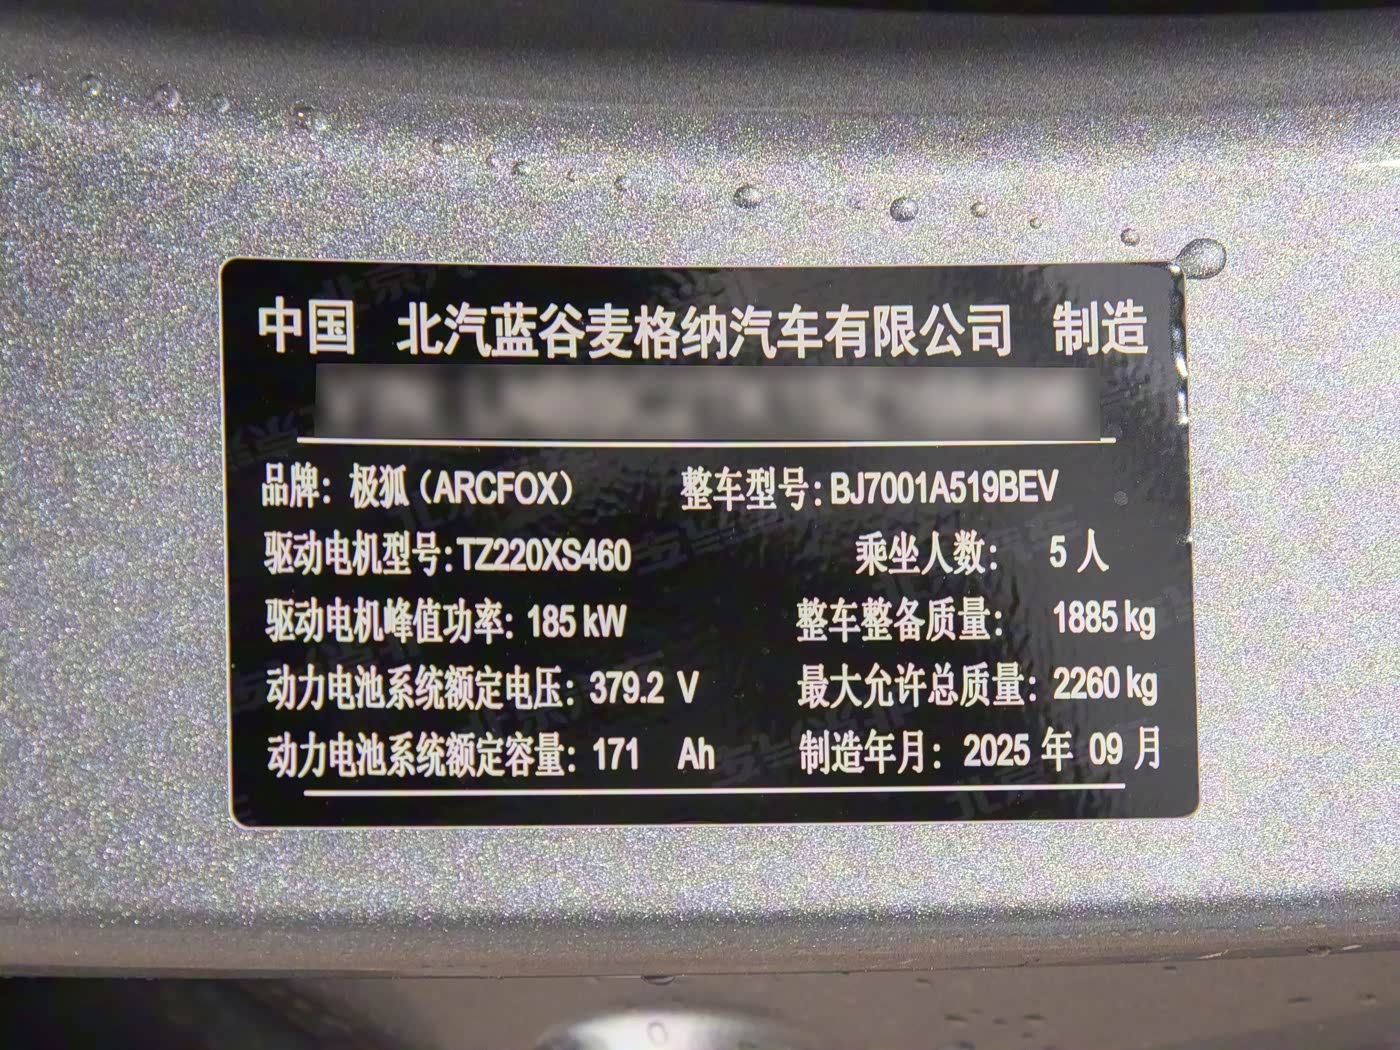 中国 北汽蓝谷麦格纳汽车有限公司 制造
品牌：极狐（ARCFOX） 整车型号：BJ7001A519BEV
驱动电机型号：TZ220XS460 乘坐人数： 5 人
驱动电机峰值功率：185 kW 整车整备质量： 1885 kg
动力电池系统额定电压：379.2 V 最大允许总质量：2260 kg
动力电池系统额定容量：171 Ah 制造年月：2025 年 09 月